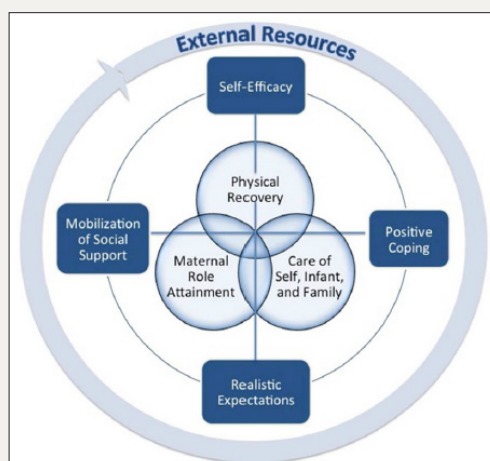 External Resources
Self-Efficacy
Physical
Recovery
Mobilization
of Social
Support
Maternal
Role
Attainment
Care of
Self, Infant,
and Family
Positive
Coping
Realistic
Expectations